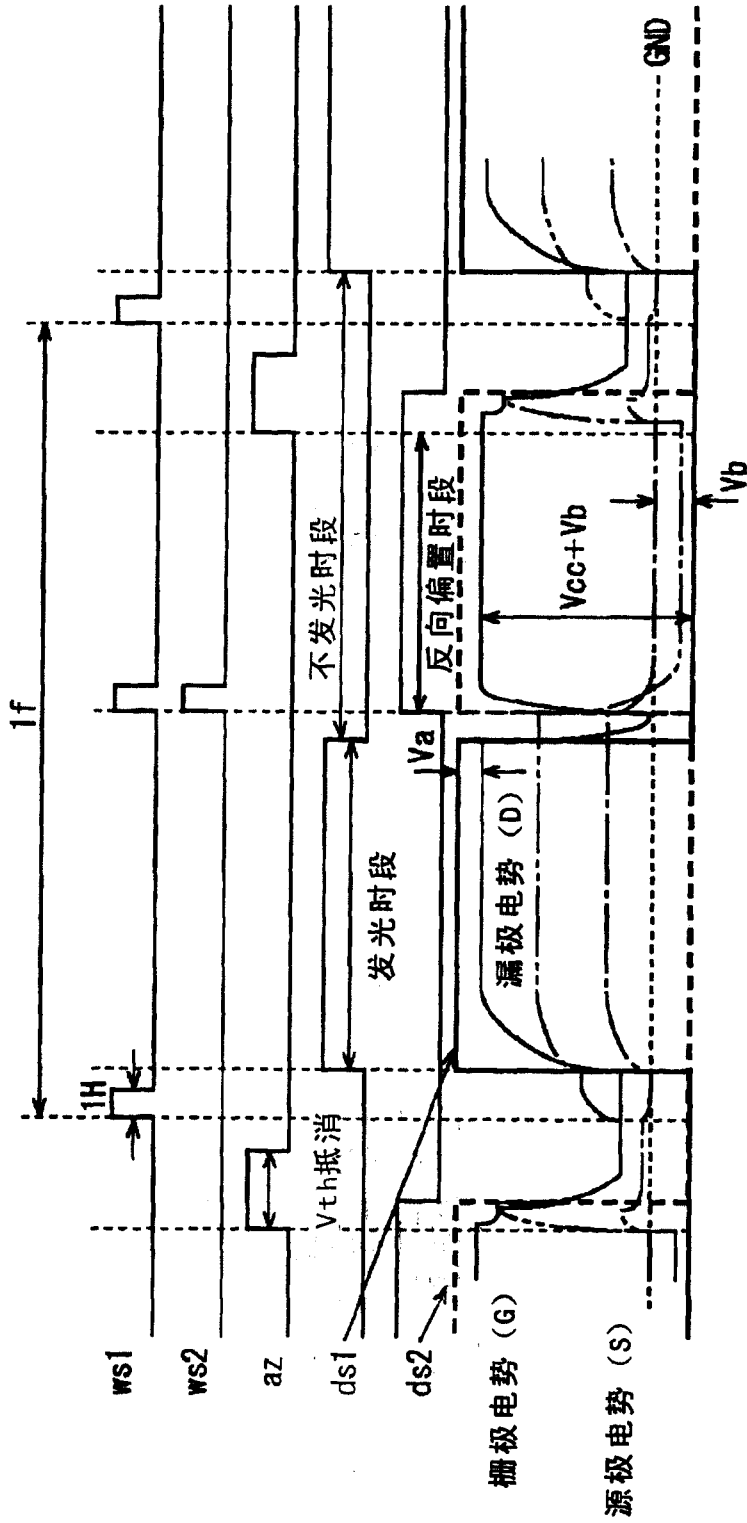 1f
1H
ws1
ws2
az
Vth抵消
ds1
发光时段
不发光时段
ds2
反向偏置时段
Va
漏极电势 (D)
栅极电势 (G)
源极电势 (S)
Vcc+Vb
Vb
GND